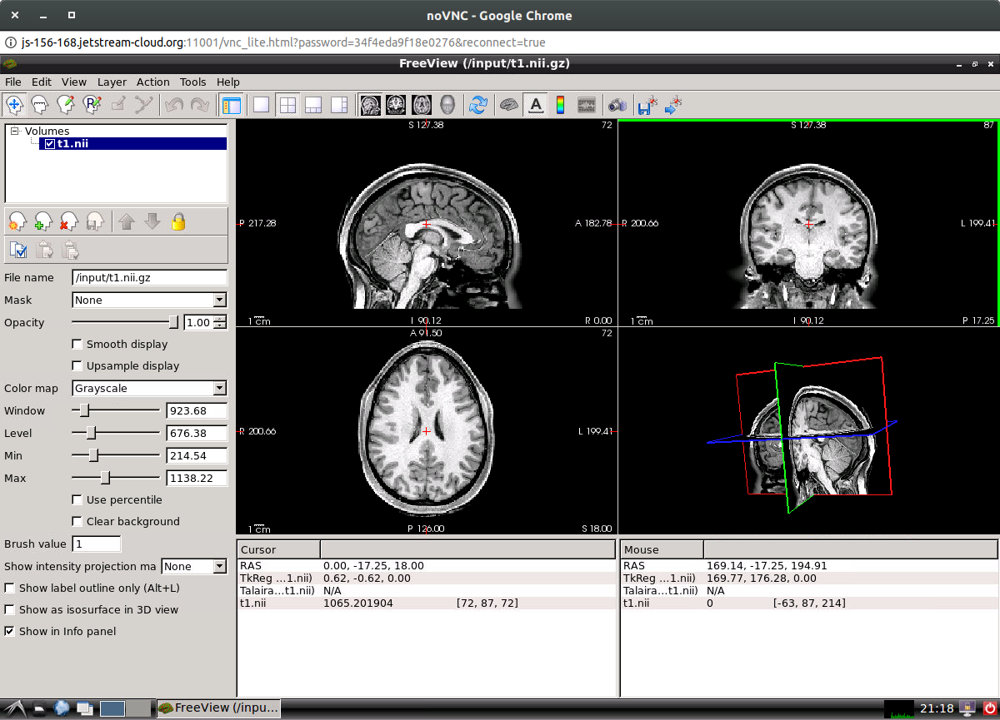 noVNC - Google Chrome
js-156-168.jetstream-cloud.org:11001/vnc_lite.html?password=34f4eda9f18e0276&reconnect=true
FreeView (/input/t1.nii.gz)
File Edit View Layer Action Tools Help
Volumes
t1.nii
File name /input/t1.nii.gz
Mask None
Opacity 1.00
Smooth display
Upsample display
Color map Grayscale
Window 923.68
Level 676.38
Min 214.54
Max 1138.22
Use percentile
Clear background
Brush value 1
Show intensity projection ma None
Show label outline only (Alt+L)
Show as isosurface in 3D view
Show in Info panel
S 127.38 72
P 217.28 A 182.78
1 cm I 90.12 R 0.00
S 127.38 87
R 200.66 L 199.41
1 cm I 90.12 P 17.25
A 91.50 72
R 200.66 L 199.41
1 cm P 126.00 S 18.00
Cursor
RAS 0.00, -17.25, 18.00
TkReg ...1.nii) 0.62, -0.62, 0.00
Talaira...t1.nii) N/A
t1.nii 1065.201904 [72, 87, 72]
Mouse
RAS 169.14, -17.25, 194.91
TkReg ...1.nii) 169.77, 176.28, 0.00
Talaira...t1.nii) N/A
t1.nii 0 [-63, 87, 214]
FreeView (/inpu...
21:18